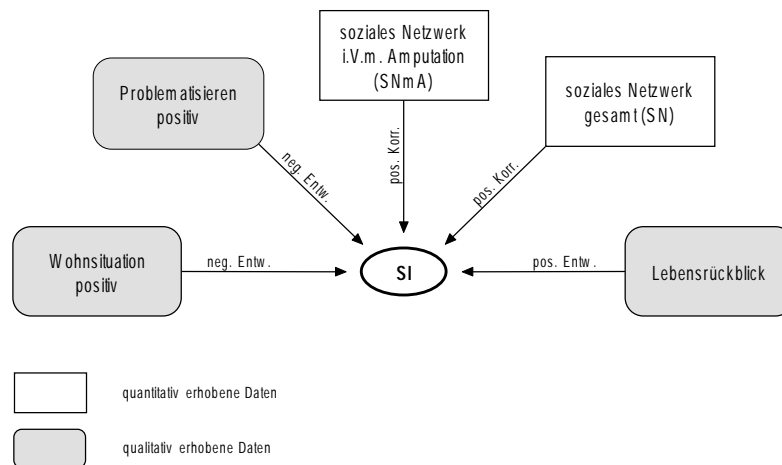 soziales Netzwerk
i.V.m. Amputation
(SNmA)
Problematisieren
positiv
soziales Netzwerk
gesamt (SN)
neg. Entw.
pos. Korr.
pos. Korr.
Wohnsituation
positiv
neg. Entw.
SI
pos. Entw.
Lebensrückblick
quantitativ erhobene Daten
qualitativ erhobene Daten